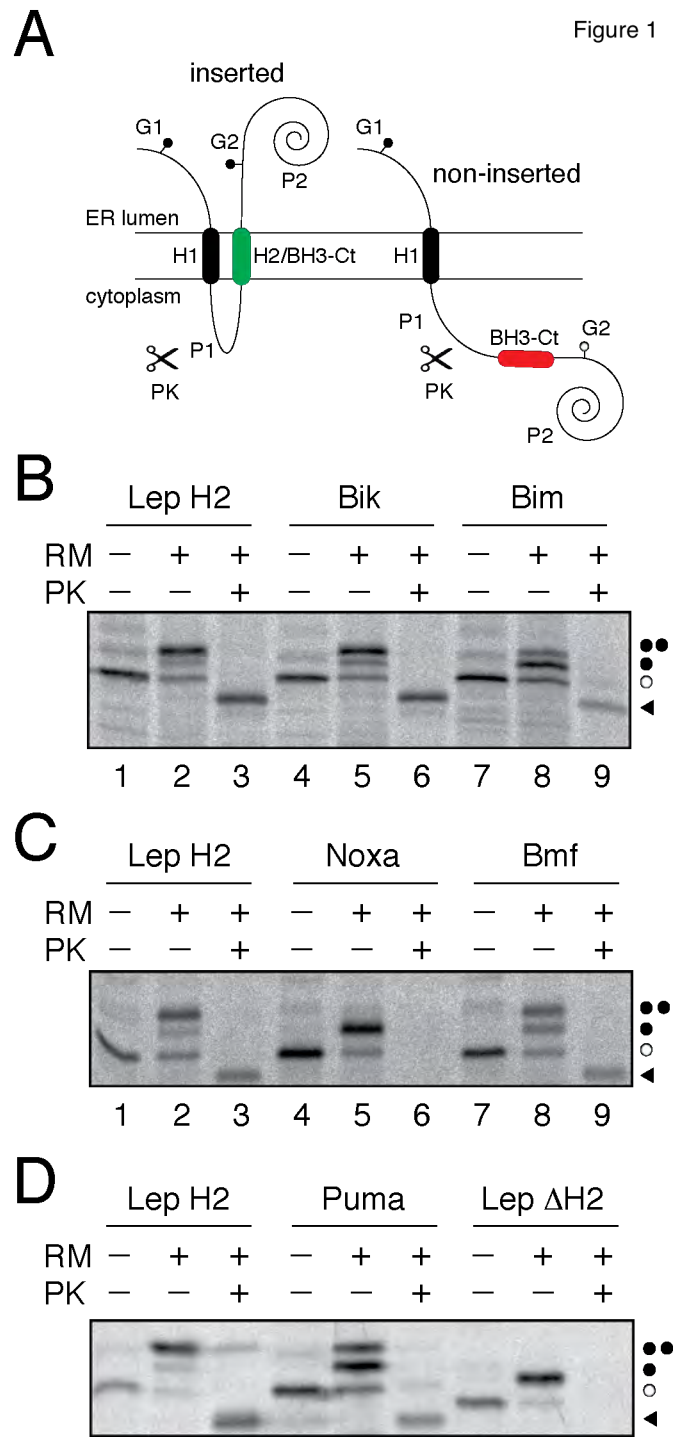 Figure 1
A
inserted
G1
G2
P2
G1
non-inserted
ER lumen
H1
H2/BH3-Ct
H1
cytoplasm
P1
P1
BH3-Ct
G2
PK
PK
P2
B
Lep H2 Bik Bim
RM — + + — + + — + +
PK — — + — — + — — +
1 2 3 4 5 6 7 8 9
C
Lep H2 Noxa Bmf
RM — + + — + + — + +
PK — — + — — + — — +
1 2 3 4 5 6 7 8 9
D
Lep H2 Puma Lep ΔH2
RM — + + — + + — + +
PK — — + — — + — — +